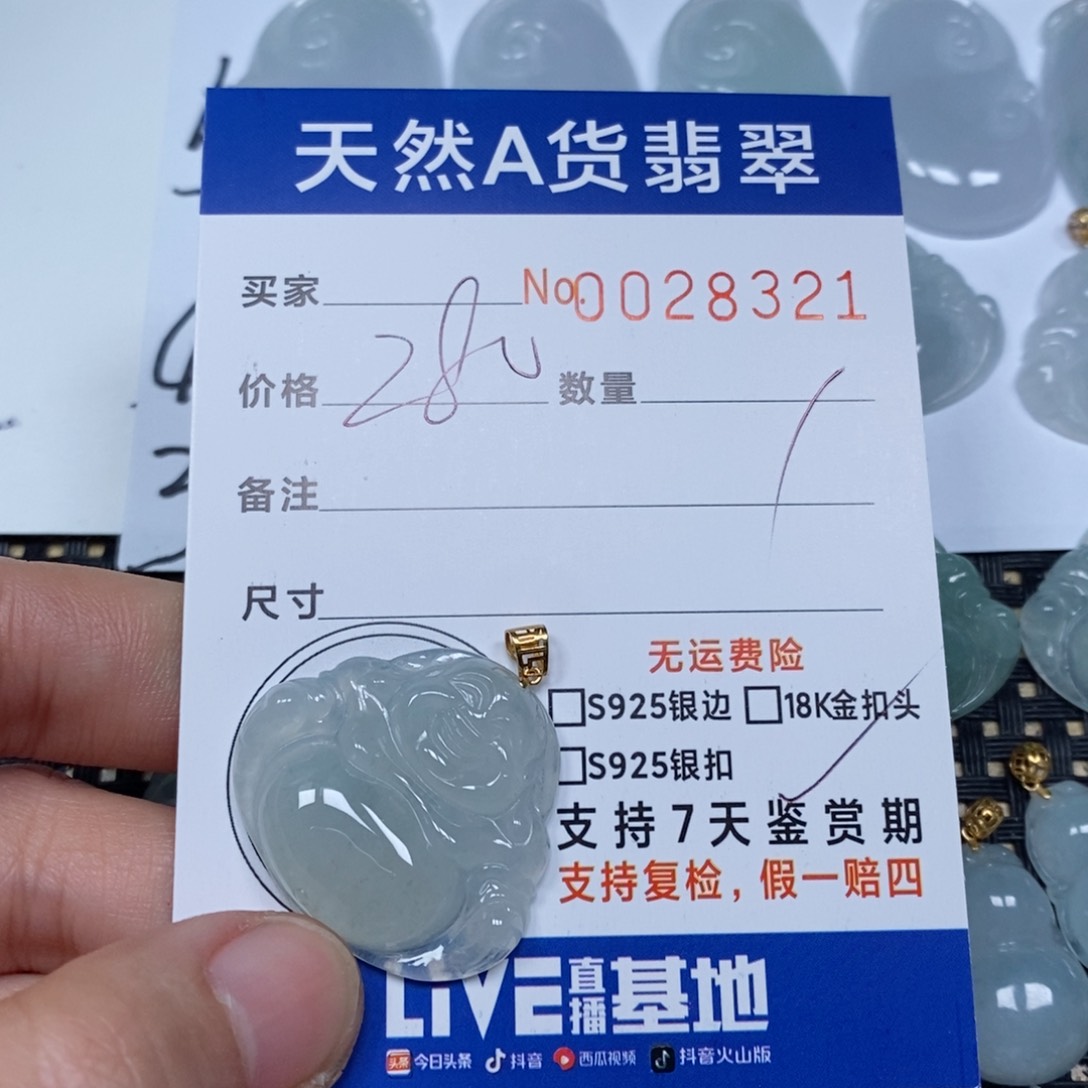 天然A货翡翠
买家 No.0028321
价格 280 数量 1
备注
尺寸
无运费险
S925银边 18K金扣头
S925银扣
支持7天鉴赏期
支持复检，假一赔四
LIVE直播基地
头条 今日头条 抖音 西瓜视频 抖音火山版